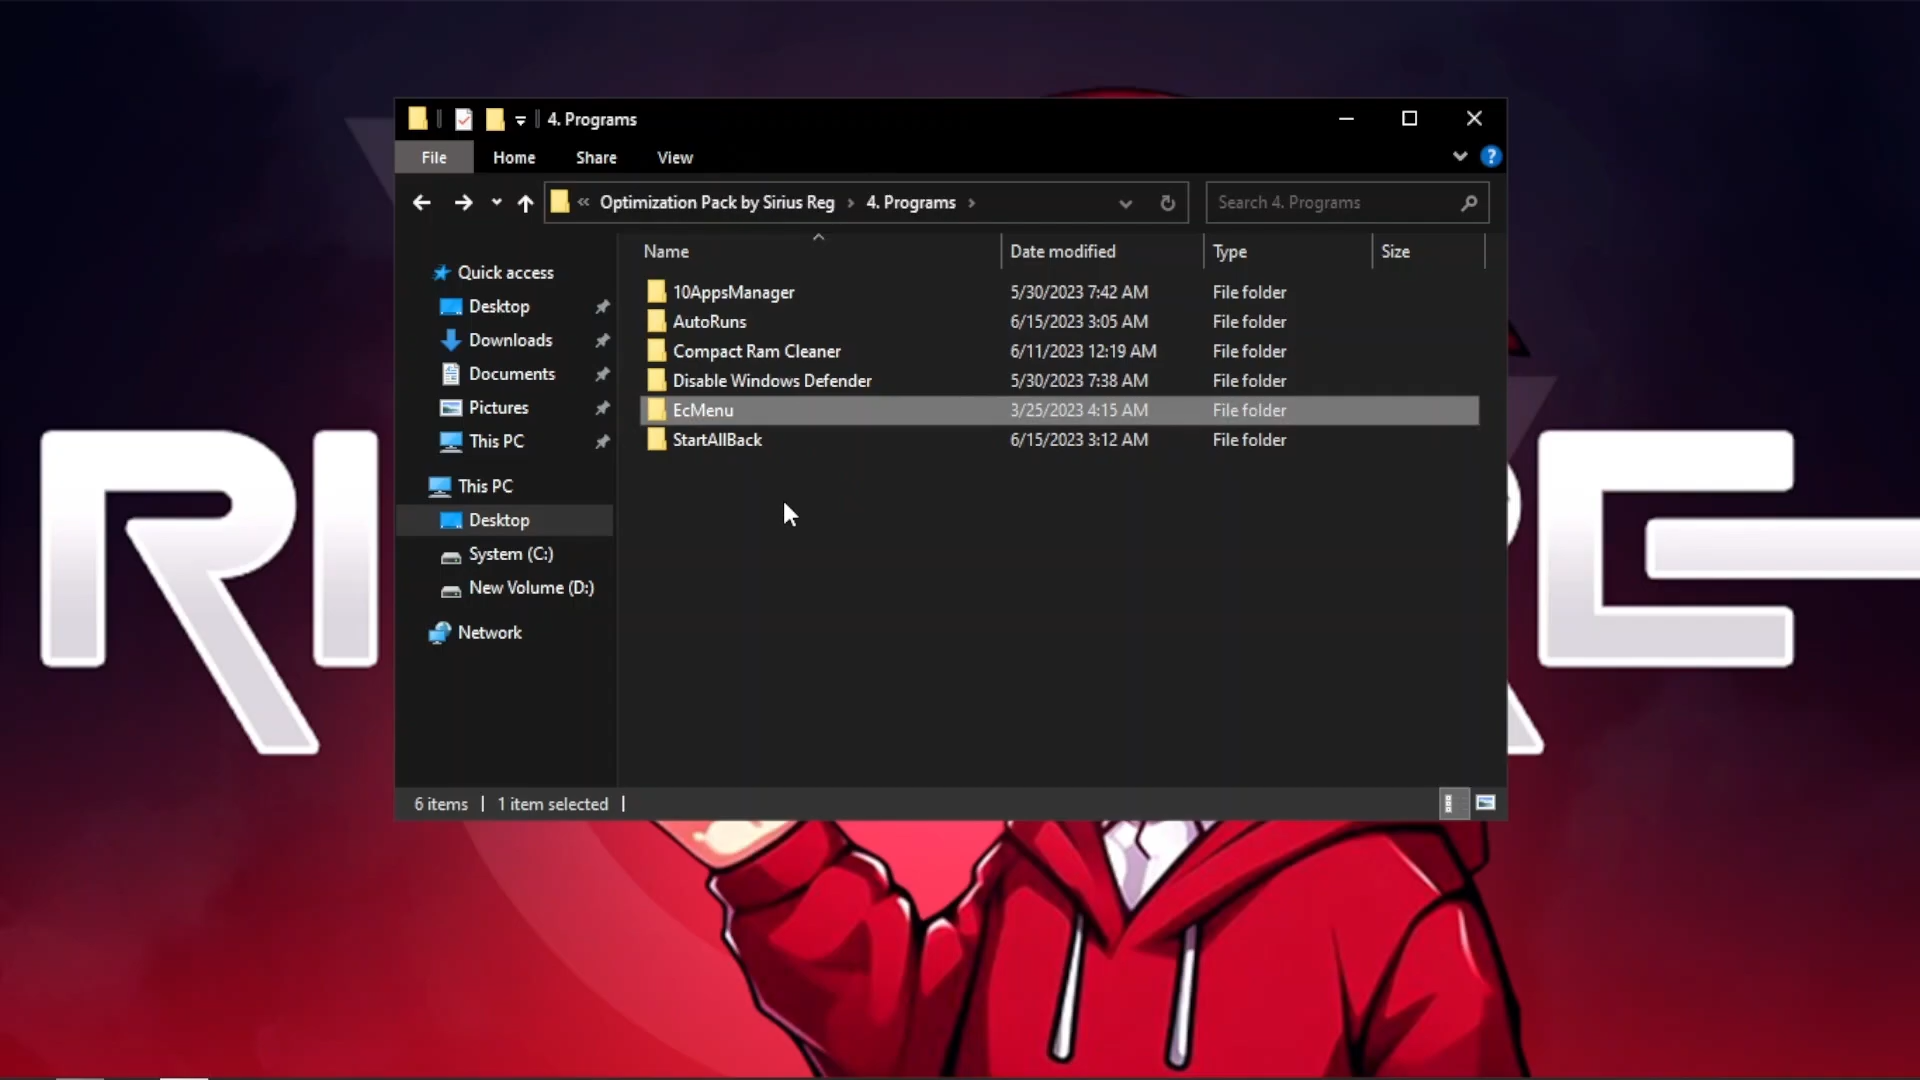 4. Programs
File Home Share View
« Optimization Pack by Sirius Reg › 4. Programs ›
Search 4. Programs
Name Date modified Type Size
Quick access
Desktop
Downloads
Documents
Pictures
This PC
This PC
Desktop
System (C:)
New Volume (D:)
Network
10AppsManager 5/30/2023 7:42 AM File folder
AutoRuns 6/15/2023 3:05 AM File folder
Compact Ram Cleaner 6/11/2023 12:19 AM File folder
Disable Windows Defender 5/30/2023 7:38 AM File folder
EcMenu 3/25/2023 4:15 AM File folder
StartAllBack 6/15/2023 3:12 AM File folder
6 items | 1 item selected |